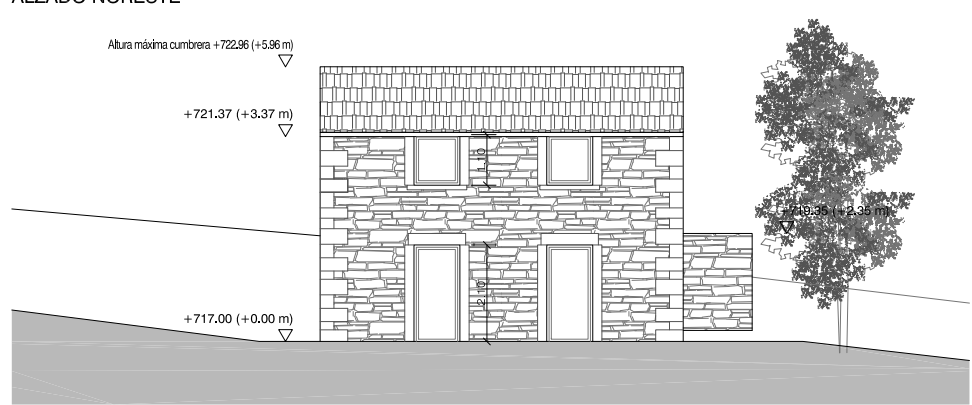 ALZADO NORESTE
Altura máxima cumbrera +722.96 (+5.96 m)
+721.37 (+3.37 m)
1.10
+719.35 (+2.35 m)
2.10
+717.00 (+0.00 m)